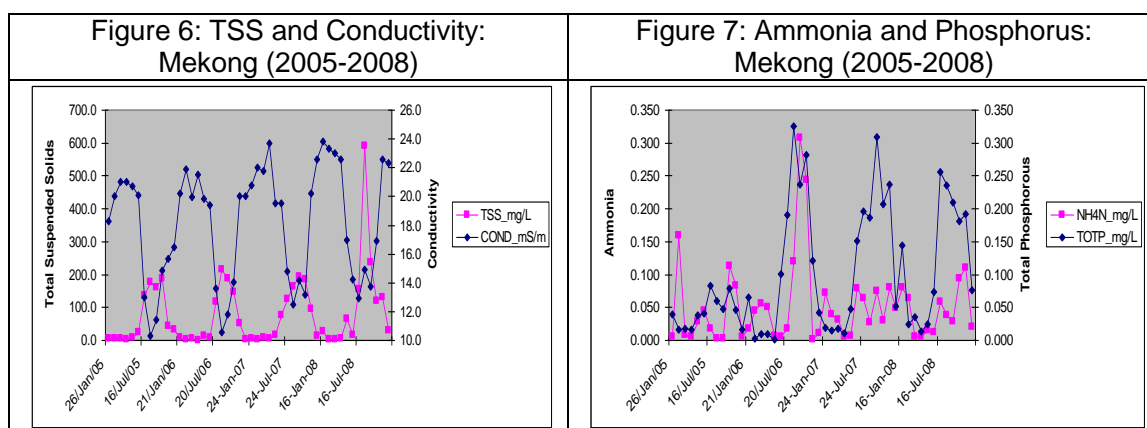 Figure 6: TSS and Conductivity:
Mekong (2005-2008)
Total Suspended Solids
700.0
600.0
500.0
400.0
300.0
200.0
100.0
0.0
26.0
24.0
22.0
20.0
18.0
16.0
14.0
12.0
10.0
Conductivity
26/Jan/05
16/Jul/05
21/Jan/06
20/Jul/06
24-Jan-07
24-Jul-07
16-Jan-08
16-Jul-08
TSS_mg/L
COND_mS/m
Figure 7: Ammonia and Phosphorus:
Mekong (2005-2008)
Ammonia
0.350
0.300
0.250
0.200
0.150
0.100
0.050
0.000
0.350
0.300
0.250
0.200
0.150
0.100
0.050
0.000
Total Phosphorous
26/Jan/05
16/Jul/05
21/Jan/06
20/Jul/06
24-Jan-07
24-Jul-07
16-Jan-08
16-Jul-08
NH4N_mg/L
TOTP_mg/L